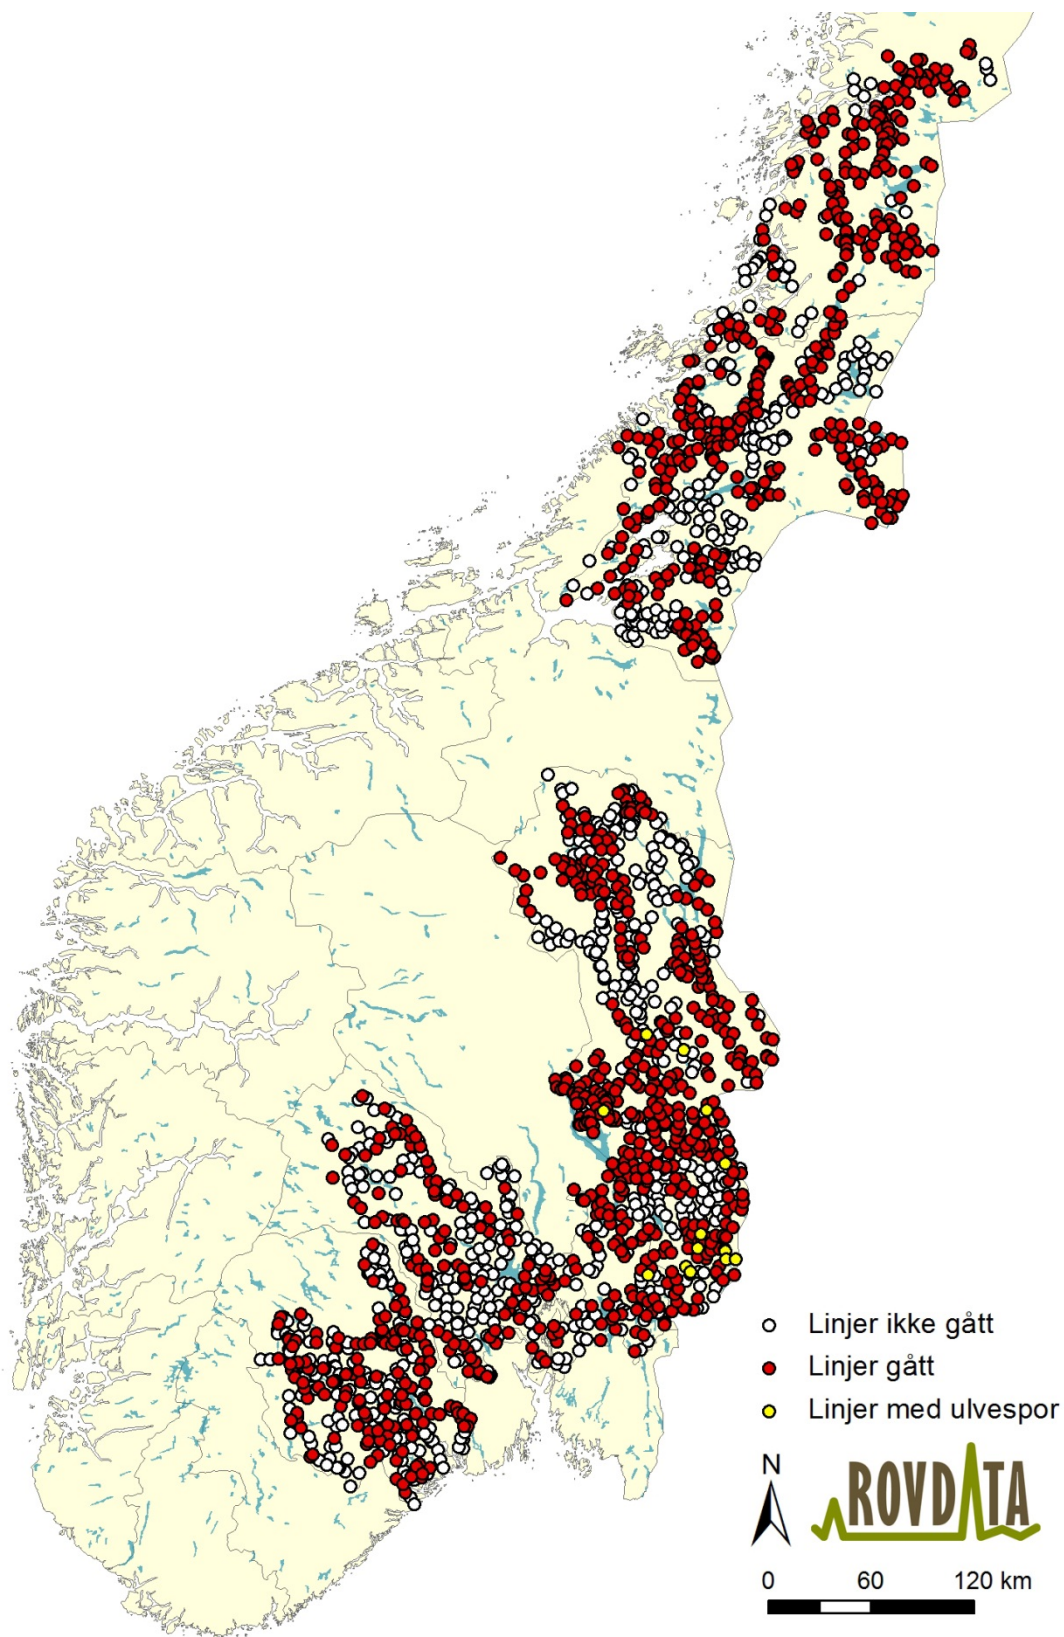 Linjer ikke gått
Linjer gått
Linjer med ulvespor
N
ROVDATA
0 60 120 km